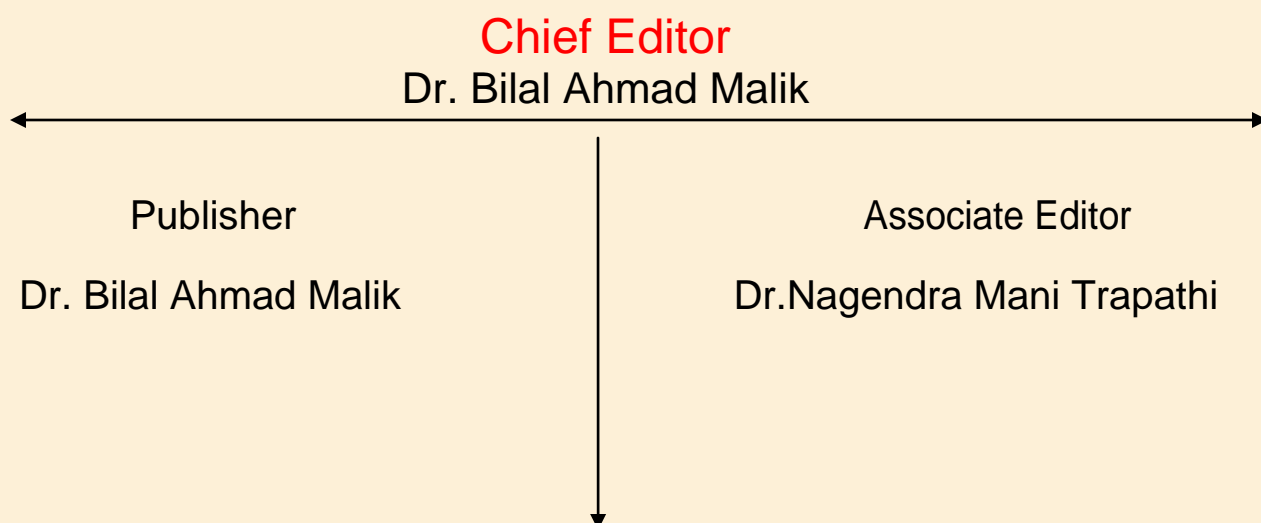 Chief Editor
Dr. Bilal Ahmad Malik
Publisher
Associate Editor
Dr. Bilal Ahmad Malik
Dr.Nagendra Mani Trapathi